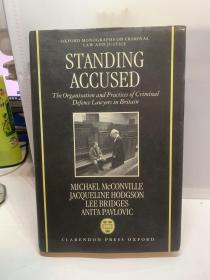 OXFORD MONOGRAPHS ON CRIMINAL
LAW AND JUSTICE
STANDING
ACCUSED
The Organisation and Practices of Criminal
Defence Lawyers in Britain
MICHAEL McCONVILLE
JACQUELINE HODGSON
LEE BRIDGES
ANITA PAVLOVIC
CLARENDON PRESS OXFORD